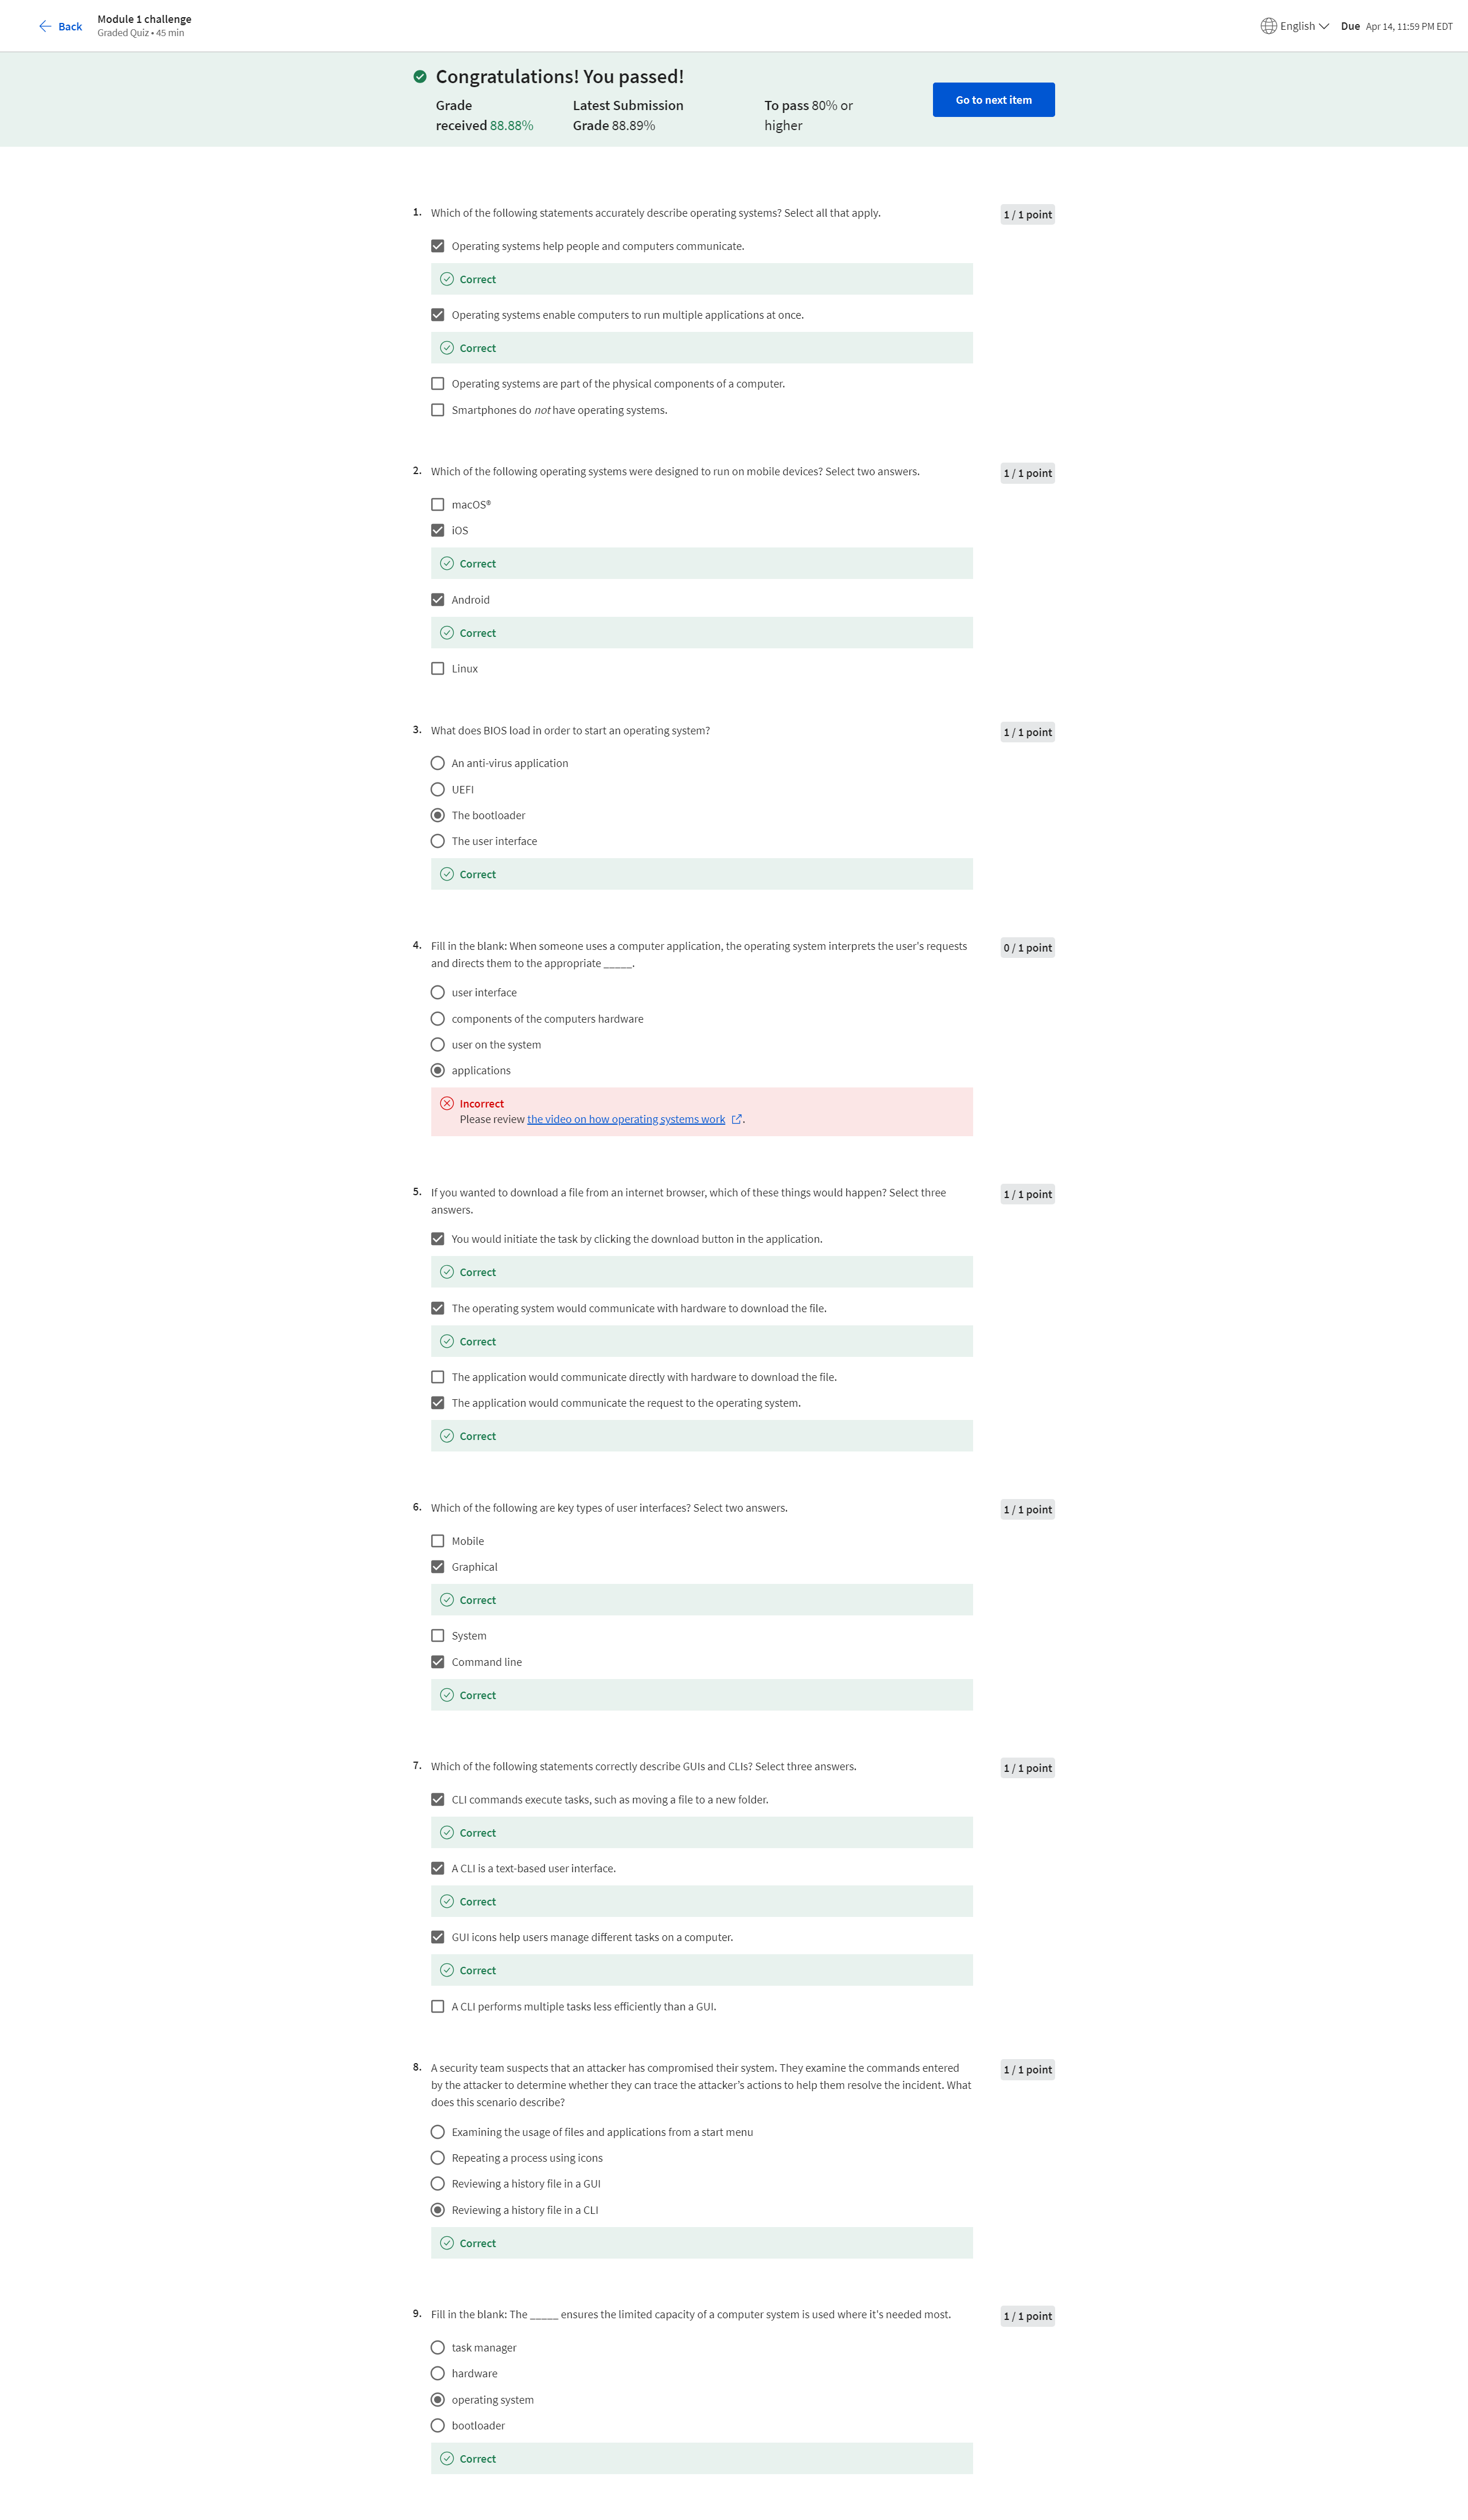 Back
Module 1 challenge
Graded Quiz • 45 min
English
Due Apr 14, 11:59 PM EDT
Congratulations! You passed!
Grade
received 88.88%
Latest Submission
Grade 88.89%
To pass 80% or
higher
Go to next item
1. Which of the following statements accurately describe operating systems? Select all that apply.
1 / 1 point
Operating systems help people and computers communicate.
Correct
Operating systems enable computers to run multiple applications at once.
Correct
Operating systems are part of the physical components of a computer.
Smartphones do not have operating systems.
2. Which of the following operating systems were designed to run on mobile devices? Select two answers.
1 / 1 point
macOS®
iOS
Correct
Android
Correct
Linux
3. What does BIOS load in order to start an operating system?
1 / 1 point
An anti-virus application
UEFI
The bootloader
The user interface
Correct
4. Fill in the blank: When someone uses a computer application, the operating system interprets the user's requests
and directs them to the appropriate _____.
0 / 1 point
user interface
components of the computers hardware
user on the system
applications
Incorrect
Please review the video on how operating systems work .
5. If you wanted to download a file from an internet browser, which of these things would happen? Select three
answers.
1 / 1 point
You would initiate the task by clicking the download button in the application.
Correct
The operating system would communicate with hardware to download the file.
Correct
The application would communicate directly with hardware to download the file.
The application would communicate the request to the operating system.
Correct
6. Which of the following are key types of user interfaces? Select two answers.
1 / 1 point
Mobile
Graphical
Correct
System
Command line
Correct
7. Which of the following statements correctly describe GUIs and CLIs? Select three answers.
1 / 1 point
CLI commands execute tasks, such as moving a file to a new folder.
Correct
A CLI is a text-based user interface.
Correct
GUI icons help users manage different tasks on a computer.
Correct
A CLI performs multiple tasks less efficiently than a GUI.
8. A security team suspects that an attacker has compromised their system. They examine the commands entered
by the attacker to determine whether they can trace the attacker’s actions to help them resolve the incident. What
does this scenario describe?
1 / 1 point
Examining the usage of files and applications from a start menu
Repeating a process using icons
Reviewing a history file in a GUI
Reviewing a history file in a CLI
Correct
9. Fill in the blank: The _____ ensures the limited capacity of a computer system is used where it's needed most.
1 / 1 point
task manager
hardware
operating system
bootloader
Correct